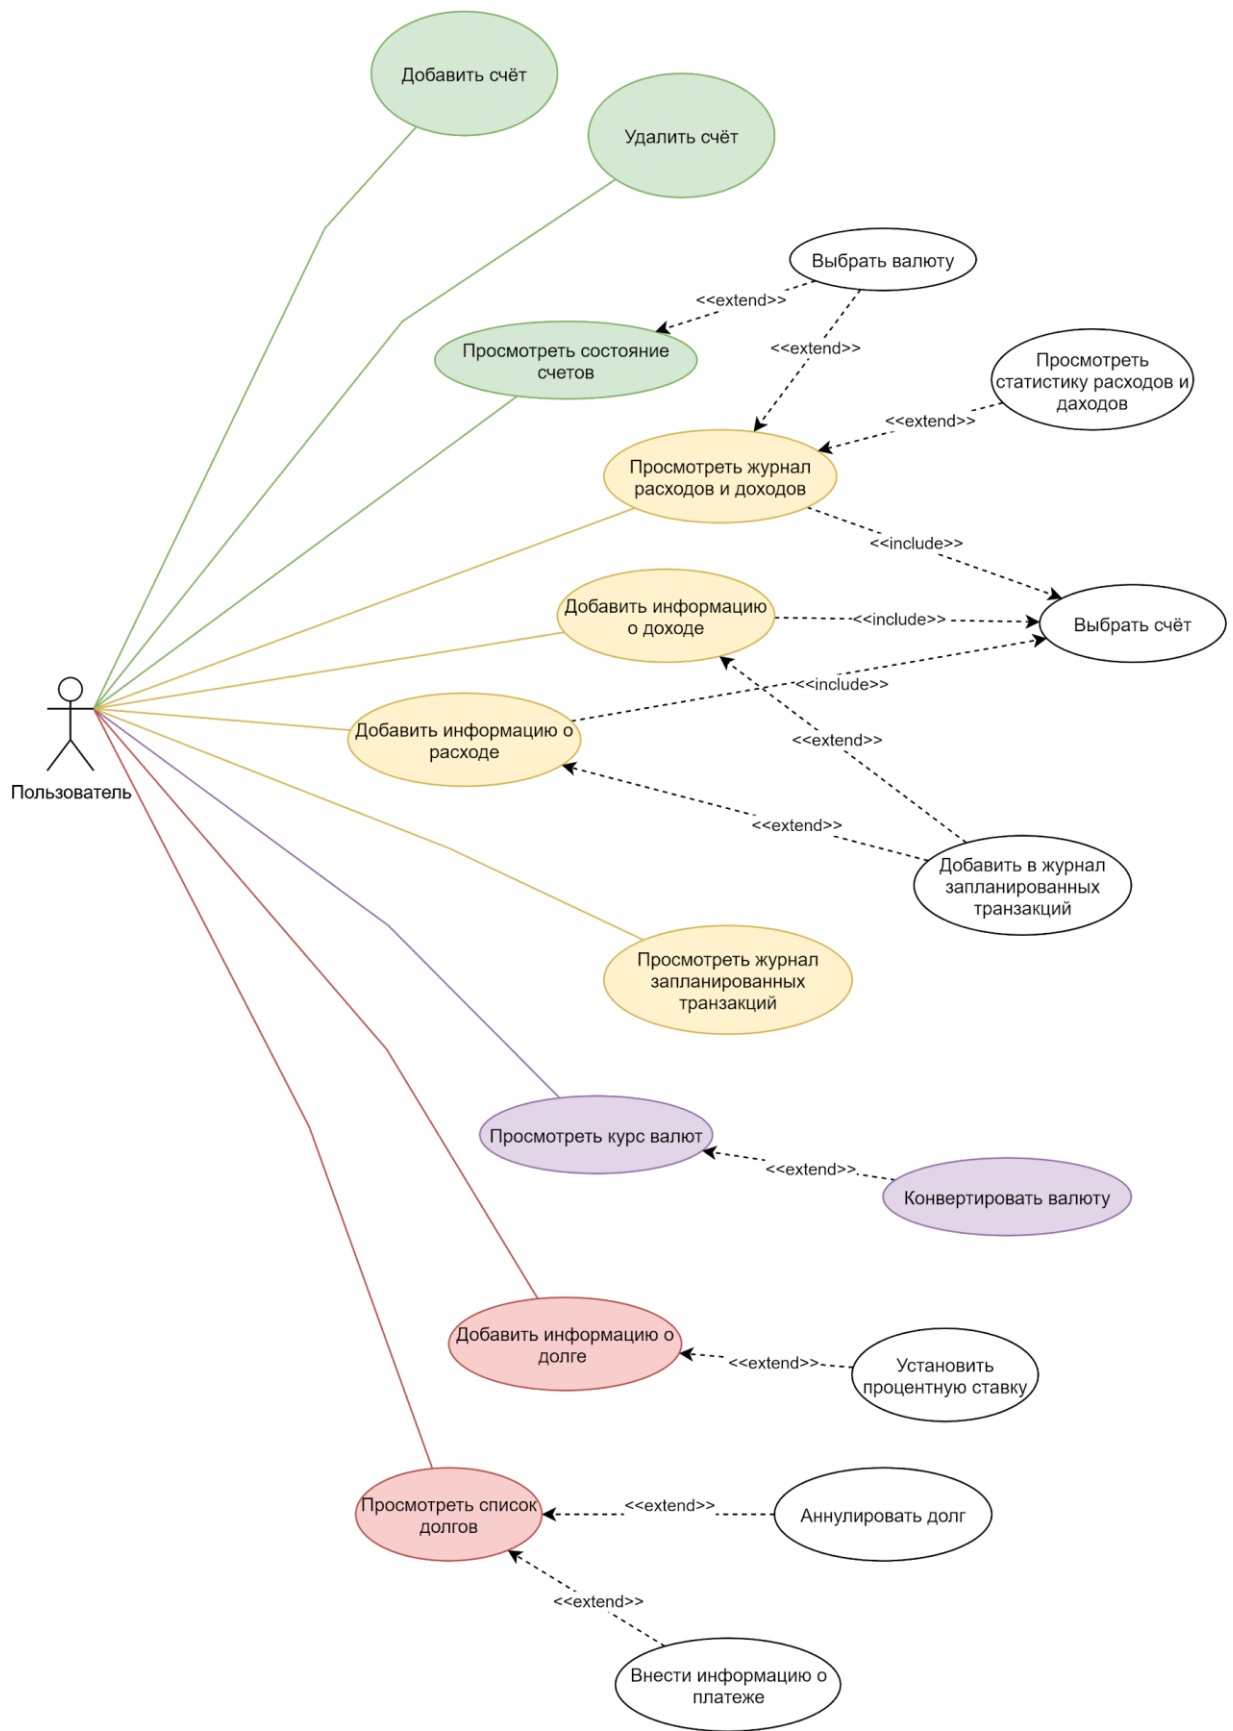 Добавить счёт
Удалить счёт
Выбрать валюту
<<extend>>
<<extend>>
Просмотреть состояние
счетов
Просмотреть
статистику расходов и
даходов
<<extend>>
Просмотреть журнал
расходов и доходов
<<include>>
Добавить информацию
о доходе
<<include>>
Выбрать счёт
<<include>>
Добавить информацию о
расходе
<<extend>>
Пользователь
<<extend>>
Добавить в журнал
запланированных
транзакций
Просмотреть журнал
запланированных
транзакций
Просмотреть курс валют
<<extend>>
Конвертировать валюту
Добавить информацию о
долге
<<extend>>
Установить
процентную ставку
Просмотреть список
долгов
<<extend>>
Аннулировать долг
<<extend>>
Внести информацию о
платеже